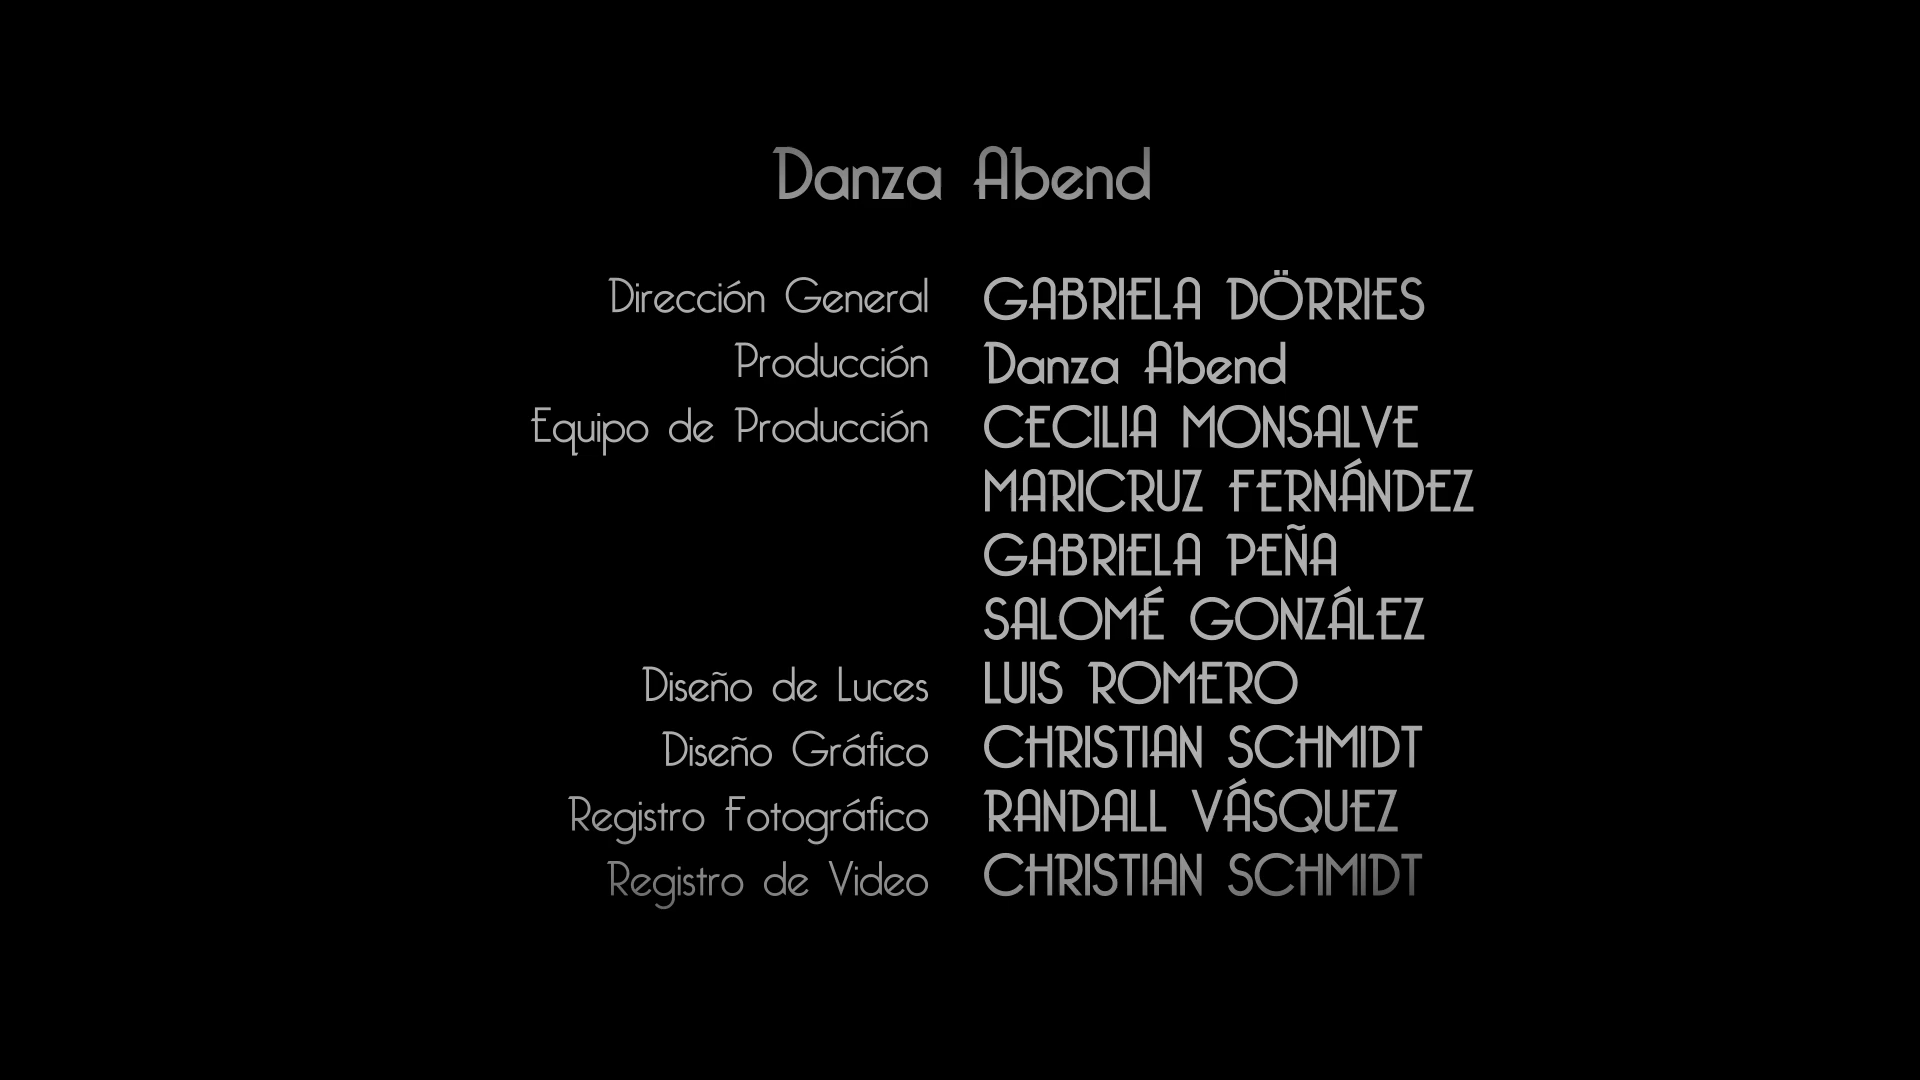 Danza Abend
Dirección General GABRIELA DÖRRIES
Producción Danza Abend
Equipo de Producción CECILIA MONSALVE
MARICRUZ FERNÁNDEZ
GABRIELA PEÑA
SALOMÉ GONZÁLEZ
Diseño de Luces LUIS ROMERO
Diseño Gráfico CHRISTIAN SCHMIDT
Registro Fotográfico RANDALL VÁSQUEZ
Registro de Video CHRISTIAN SCHMIDT